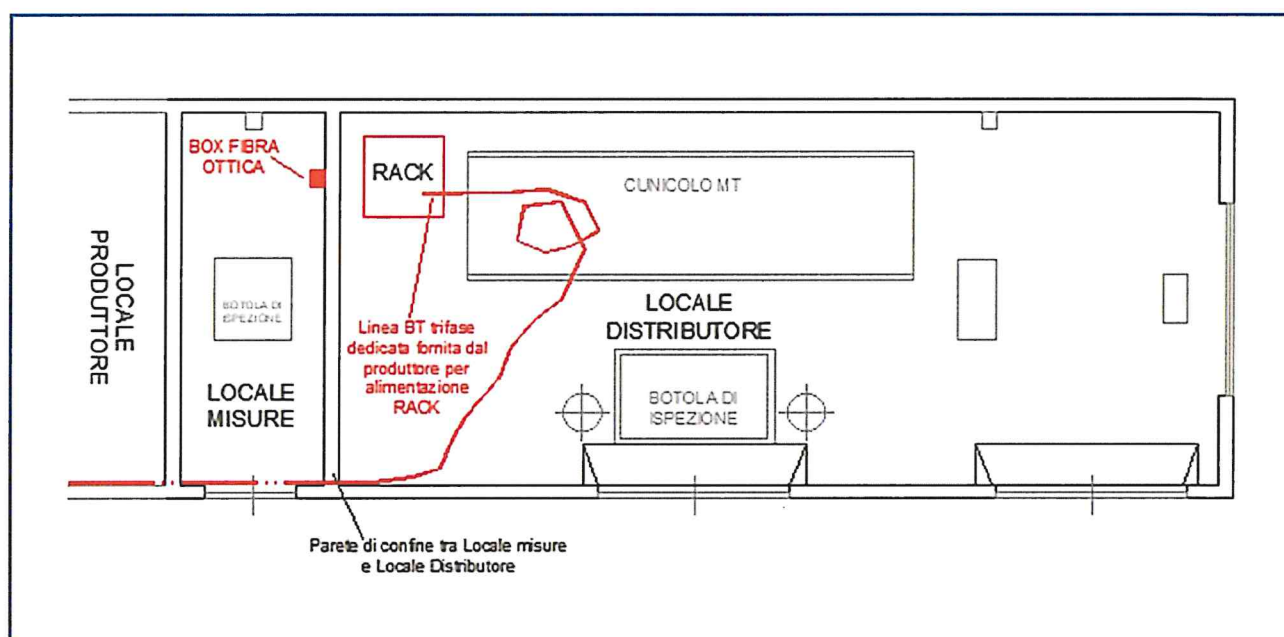 BOX FIBRA
OTTICA
RACK
CUNICOLO MT
LOCALE
PRODUTTORE
BOTOLA DI
ISPEZIONE
LOCALE
MISURE
Linea BT trifase
dedicata fornita dal
produttore per
alimentazione
RACK
LOCALE
DISTRIBUTORE
BOTOLA DI
ISPEZIONE
Parete di confine tra Locale misure
e Locale Distributore